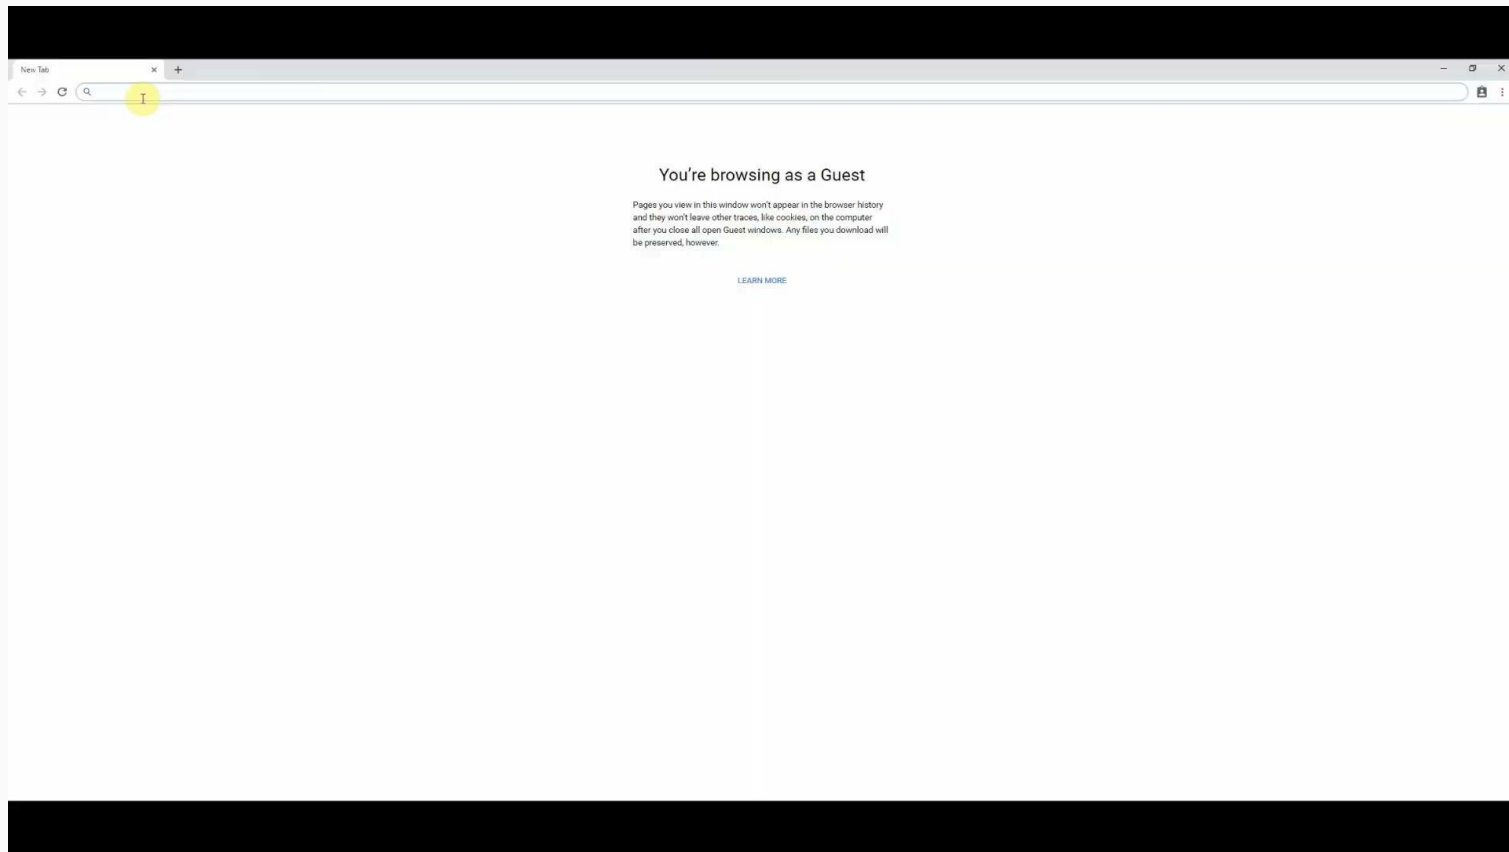 New Tab
You're browsing as a Guest
Pages you view in this window won't appear in the browser history
and they won't leave other traces, like cookies, on the computer
after you close all open Guest windows. Any files you download will
be preserved, however.
LEARN MORE